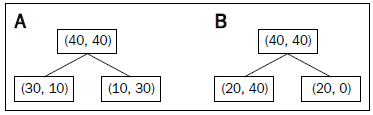 A B
(40, 40) (40, 40)
(30, 10) (10, 30) (20, 40) (20, 0)